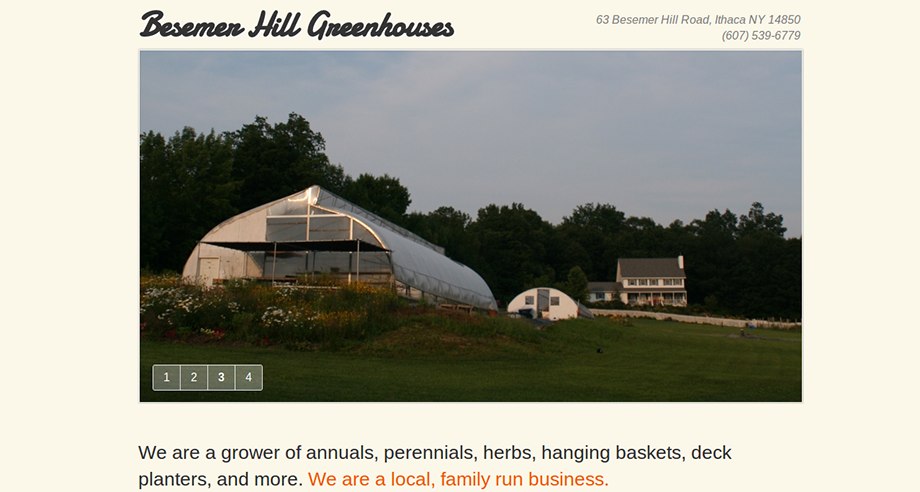 Besemer Hill Greenhouses
63 Besemer Hill Road, Ithaca NY 14850
(607) 539-6779
1 2 3 4
We are a grower of annuals, perennials, herbs, hanging baskets, deck
planters, and more. We are a local, family run business.